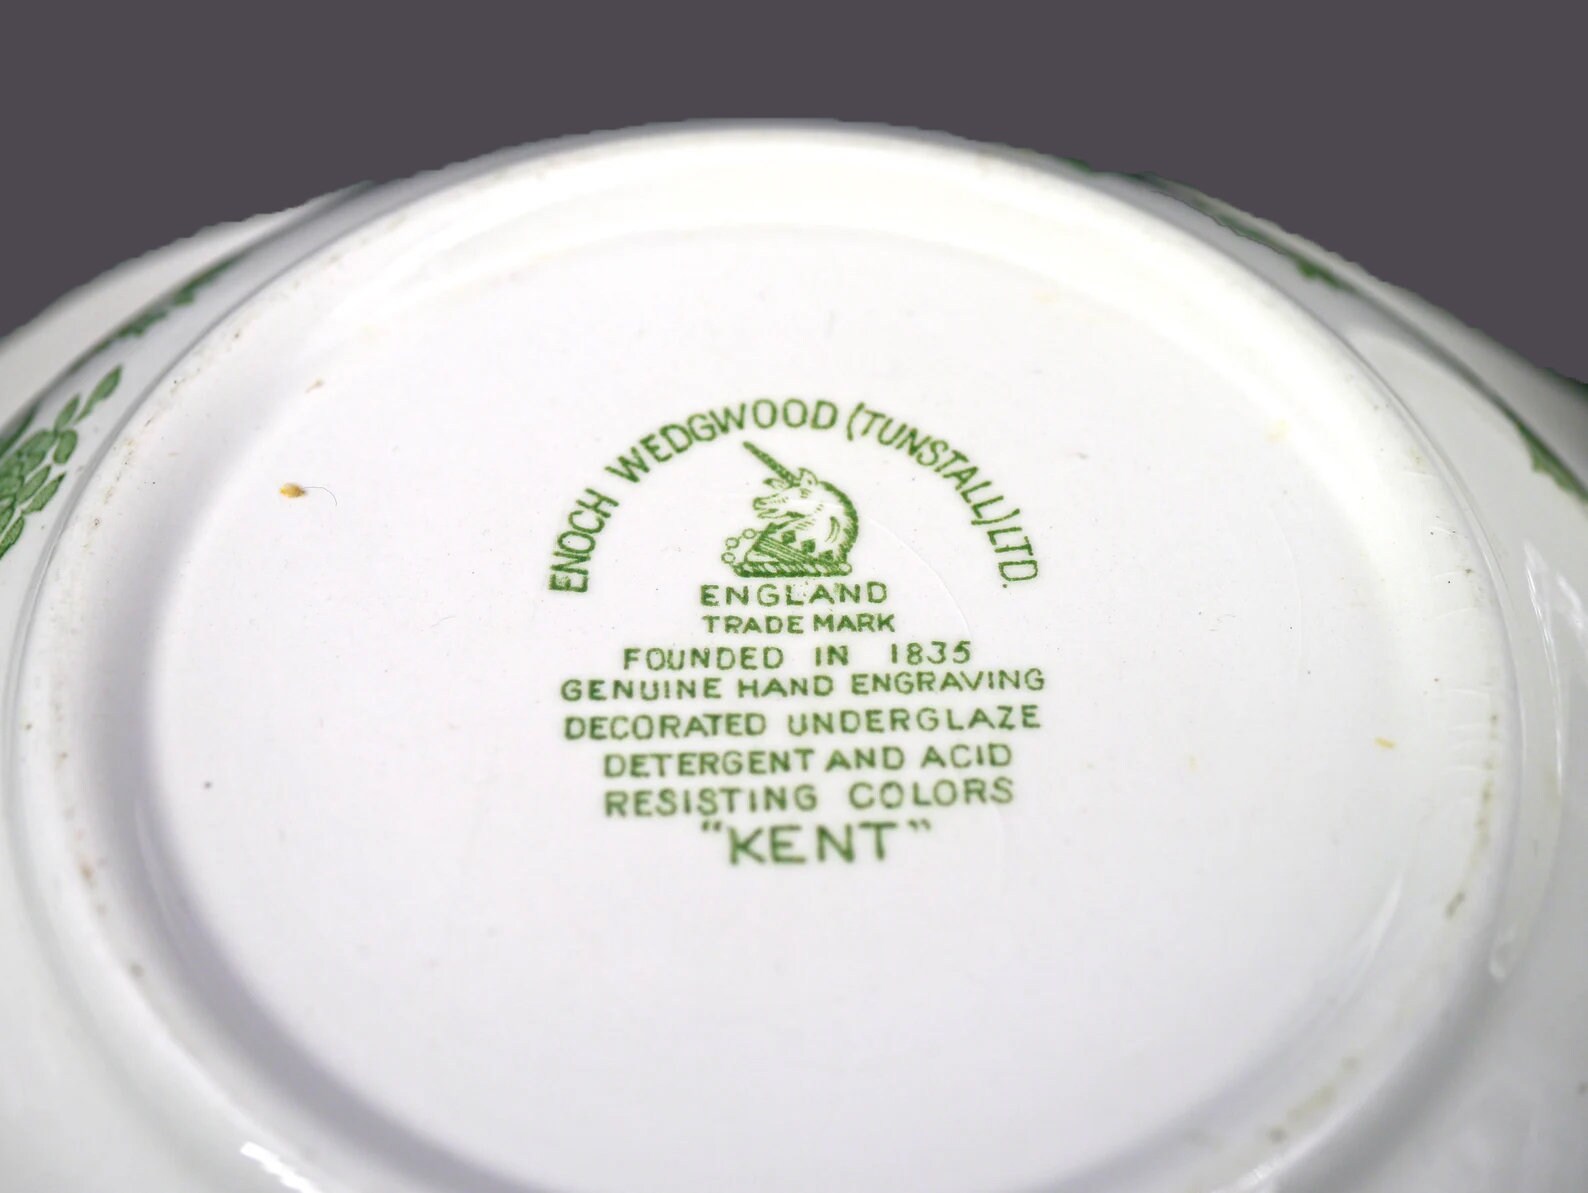 ENOCH WEDGWOOD (TUNSTALL) LTD.
ENGLAND
TRADE MARK
FOUNDED IN 1835
GENUINE HAND ENGRAVING
DECORATED UNDERGLAZE
DETERGENT AND ACID
RESISTING COLORS
"KENT"